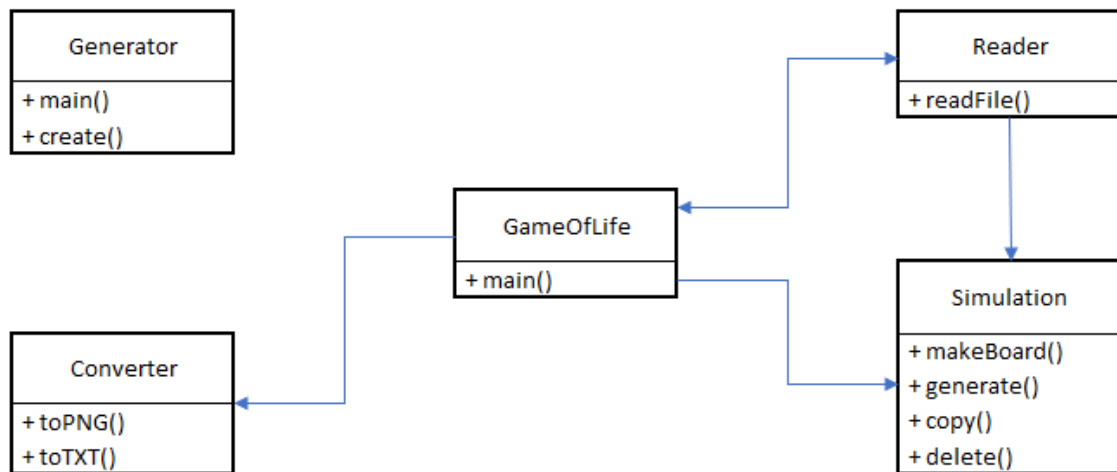 Generator
+ main()
+ create()
Reader
+ readFile()
GameOfLife
+ main()
Simulation
+ makeBoard()
+ generate()
+ copy()
+ delete()
Converter
+ toPNG()
+ toTXT()